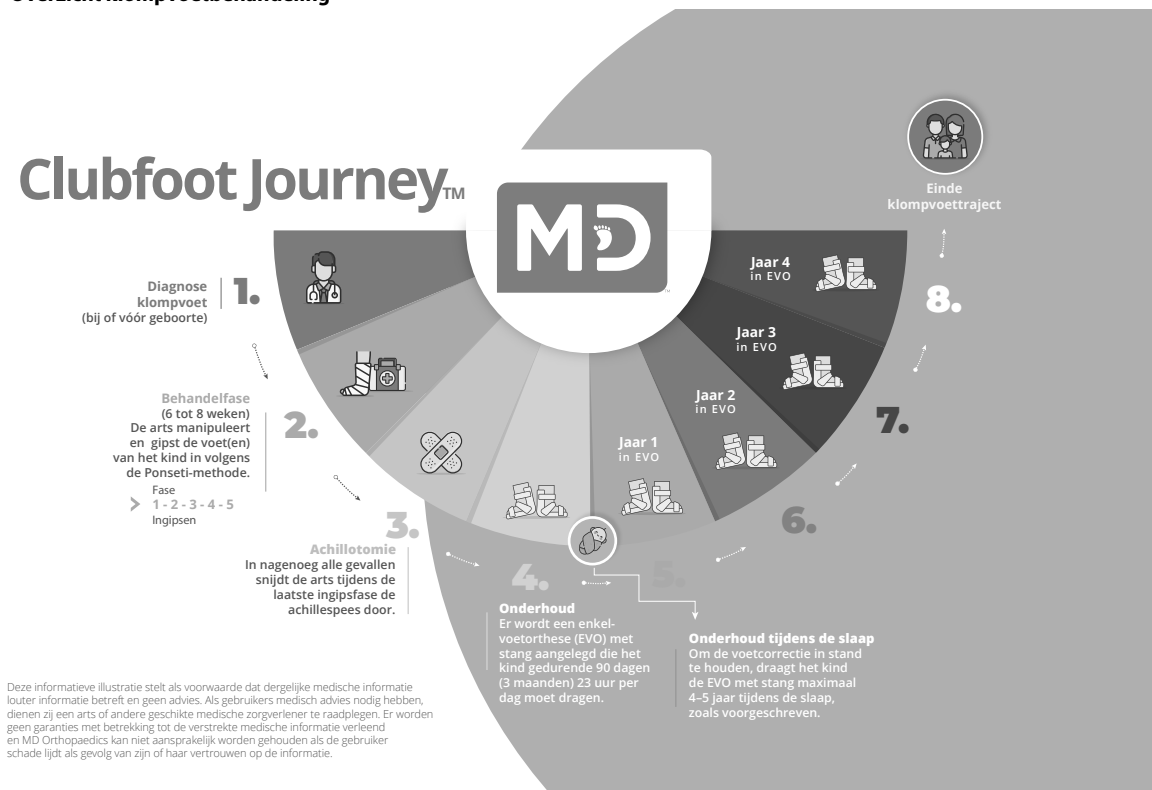 Overzicht klompvoetbehandeling
Clubfoot Journey™
MD
Einde
klompvoettraject
1.
Diagnose
klompvoet
(bij of vóór geboorte)
2.
Behandelfase
(6 tot 8 weken)
De arts manipuleert
en gipst de voet(en)
van het kind in volgens
de Ponseti-methode.
Fase
> 1 - 2 - 3 - 4 - 5
Ingipsen
3.
Achillotomie
In nagenoeg alle gevallen
snijdt de arts tijdens de
laatste ingipsfase de
achillespees door.
4.
Onderhoud
Er wordt een enkel-
voetorthese (EVO) met
stang aangelegd die het
kind gedurende 90 dagen
(3 maanden) 23 uur per
dag moet dragen.
5.
Onderhoud tijdens de slaap
Om de voetcorrectie in stand
te houden, draagt het kind
de EVO met stang maximaal
4–5 jaar tijdens de slaap,
zoals voorgeschreven.
Jaar 1
in EVO
6.
Jaar 2
in EVO
7.
Jaar 3
in EVO
8.
Jaar 4
in EVO
Deze informatieve illustratie stelt als voorwaarde dat dergelijke medische informatie
louter informatie betreft en geen advies. Als gebruikers medisch advies nodig hebben,
dienen zij een arts of andere geschikte medische zorgverlener te raadplegen. Er worden
geen garanties met betrekking tot de verstrekte medische informatie verleend
en MD Orthopaedics kan niet aansprakelijk worden gehouden als de gebruiker
schade lijdt als gevolg van zijn of haar vertrouwen op de informatie.